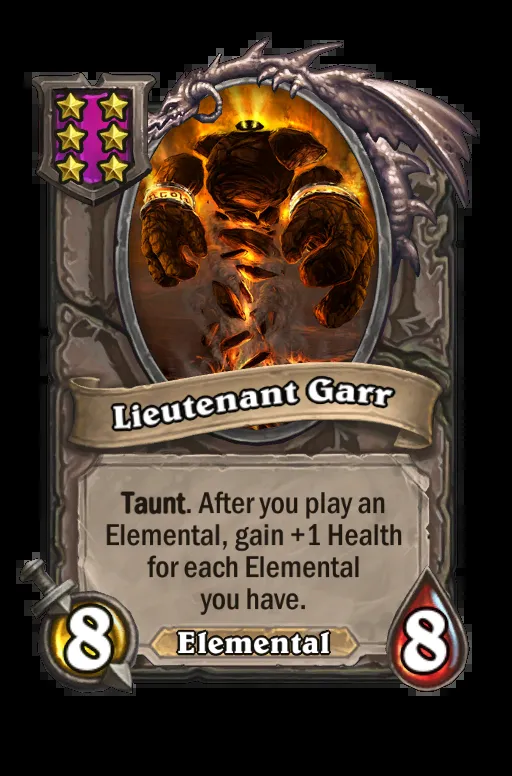 Lieutenant Garr
Taunt. After you play an
Elemental, gain +1 Health
for each Elemental
you have.
8
Elemental
8